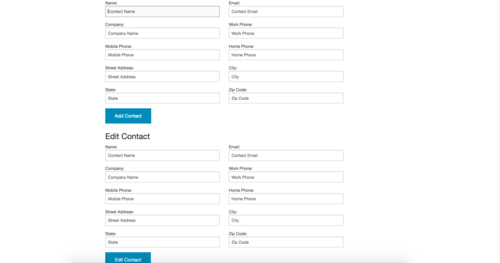 Name: Email:
Contact Name Contact Email
Company: Work Phone:
Company Name Work Phone
Mobile Phone: Home Phone:
Mobile Phone Home Phone
Street Address: City:
Street Address City
State: Zip Code:
State Zip Code
Add Contact
Edit Contact
Name: Email:
Contact Name Contact Email
Company: Work Phone:
Company Name Work Phone
Mobile Phone: Home Phone:
Mobile Phone Home Phone
Street Address: City:
Street Address City
State: Zip Code:
State Zip Code
Edit Contact